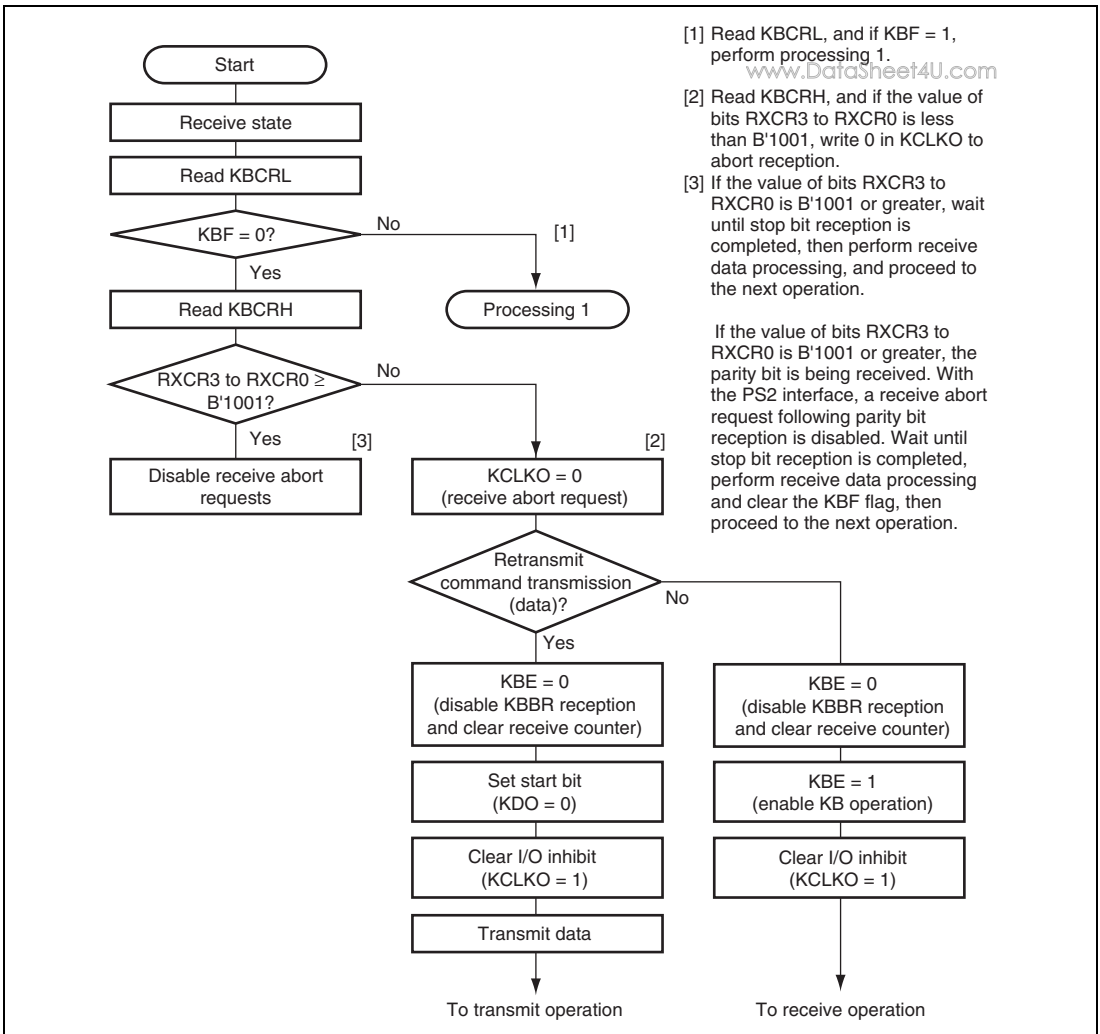 Start
Receive state
Read KBCRL
KBF = 0?
No
[1]
Yes
Processing 1
Read KBCRH
RXCR3 to RXCR0 ≥
B'1001?
No
Yes
[3]
[2]
Disable receive abort
requests
KCLKO = 0
(receive abort request)
Retransmit
command transmission
(data)?
No
Yes
KBE = 0
(disable KBBR reception
and clear receive counter)
Set start bit
(KDO = 0)
Clear I/O inhibit
(KCLKO = 1)
Transmit data
To transmit operation
KBE = 0
(disable KBBR reception
and clear receive counter)
KBE = 1
(enable KB operation)
Clear I/O inhibit
(KCLKO = 1)
To receive operation
[1] Read KBCRL, and if KBF = 1,
perform processing 1.
www.DataSheet4U.com
[2] Read KBCRH, and if the value of
bits RXCR3 to RXCR0 is less
than B'1001, write 0 in KCLKO to
abort reception.
[3] If the value of bits RXCR3 to
RXCR0 is B'1001 or greater, wait
until stop bit reception is
completed, then perform receive
data processing, and proceed to
the next operation.
If the value of bits RXCR3 to
RXCR0 is B'1001 or greater, the
parity bit is being received. With
the PS2 interface, a receive abort
request following parity bit
reception is disabled. Wait until
stop bit reception is completed,
perform receive data processing
and clear the KBF flag, then
proceed to the next operation.